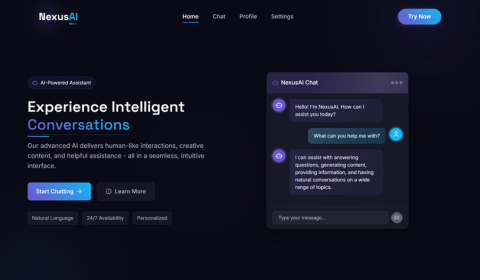 NexusAI
Home Chat Profile Settings
Try Now
AI-Powered Assistant
Experience Intelligent
Conversations
Our advanced AI delivers human-like interactions, creative
content, and helpful assistance - all in a seamless, intuitive
interface.
Start Chatting →
Learn More
Natural Language
24/7 Availability
Personalized
NexusAI Chat
Hello! I'm NexusAI. How can I
assist you today?
What can you help me with?
I can assist with answering
questions, generating content,
providing information, and having
natural conversations on a wide
range of topics.
Type your message...